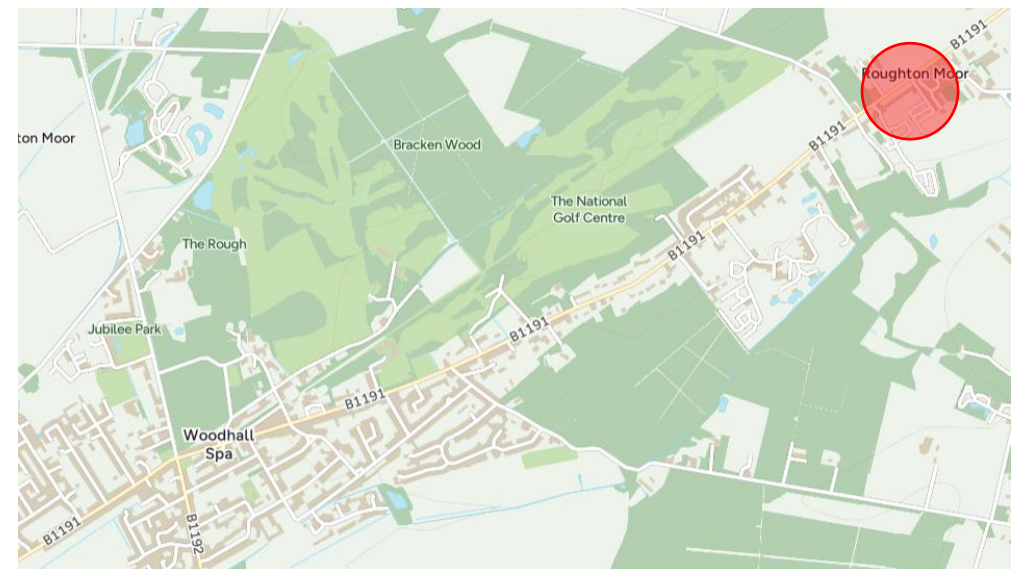 B1191
Roughton Moor
ton Moor
B1191
Bracken Wood
The National
Golf Centre
The Rough
B1191
Jubilee Park
B1191
B1191
Woodhall
Spa
B1191
B1192